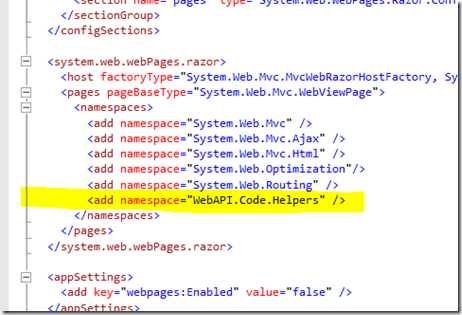 <section name="pages" type="System.Web.WebPages.Razor.Con
</sectionGroup>
</configSections>
<system.web.webPages.razor>
<host factoryType="System.Web.Mvc.MvcWebRazorHostFactory, Sy
<pages pageBaseType="System.Web.Mvc.WebViewPage">
<namespaces>
<add namespace="System.Web.Mvc" />
<add namespace="System.Web.Mvc.Ajax" />
<add namespace="System.Web.Mvc.Html" />
<add namespace="System.Web.Optimization"/>
<add namespace="System.Web.Routing" />
<add namespace="WebAPI.Code.Helpers" />
</namespaces>
</pages>
</system.web.webPages.razor>
<appSettings>
<add key="webpages:Enabled" value="false" />
</appSettings>